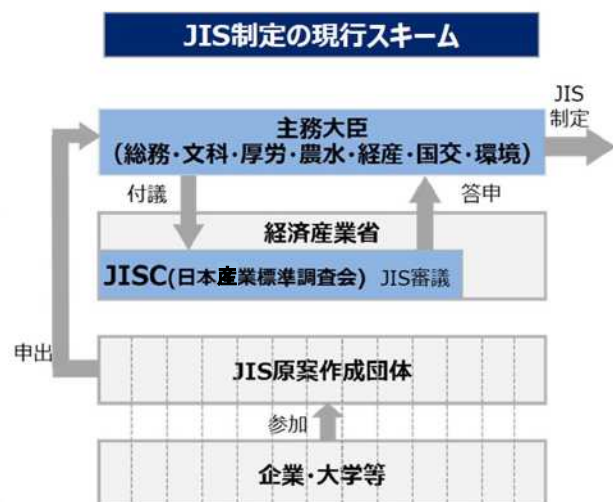 JIS制定の現行スキーム
JIS
制定
主務大臣
(総務・文科・厚労・農水・経産・国交・環境)
付議
答申
経済産業省
JISC(日本産業標準調査会) JIS審議
申出
JIS原案作成団体
参加
企業・大学等